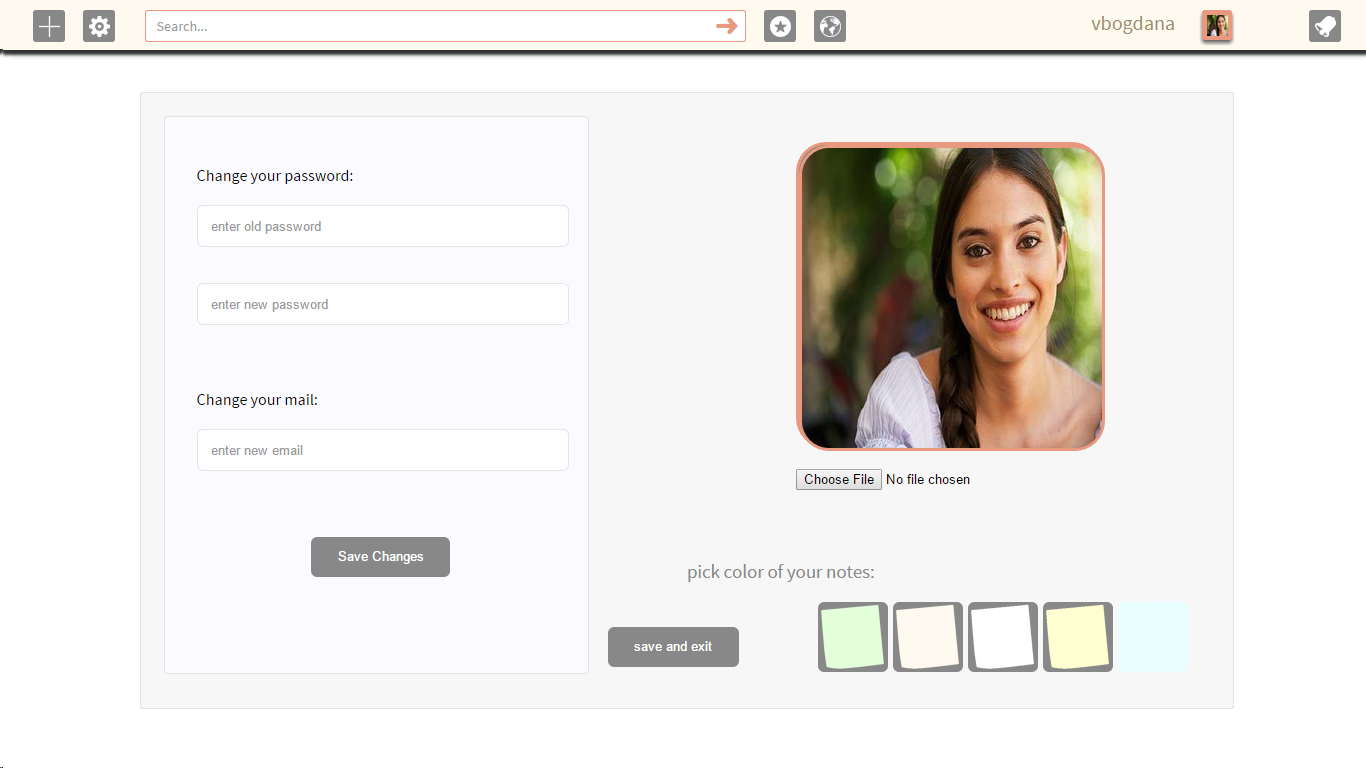 Search...
vbogdana
Change your password:
enter old password
enter new password
Change your mail:
enter new email
Save Changes
Choose File No file chosen
pick color of your notes:
save and exit